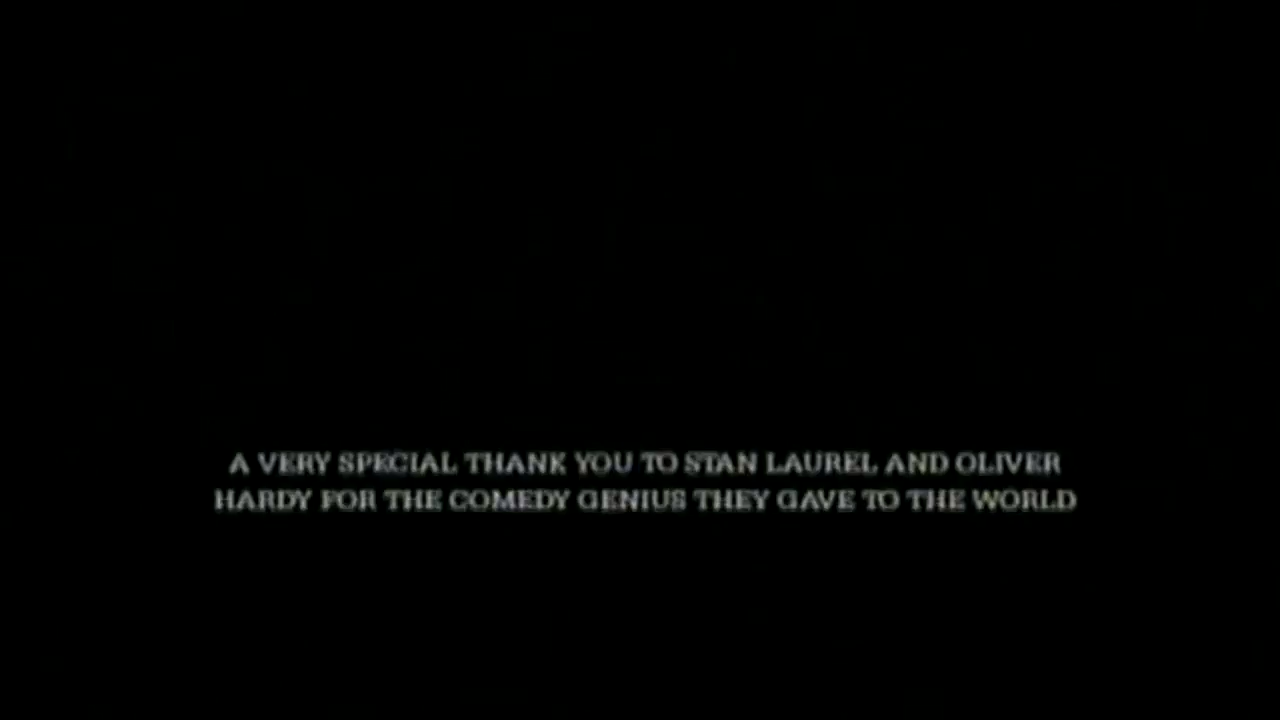 A VERY SPECIAL THANK YOU TO STAN LAUREL AND OLIVER
HARDY FOR THE COMEDY GENIUS THEY GAVE TO THE WORLD